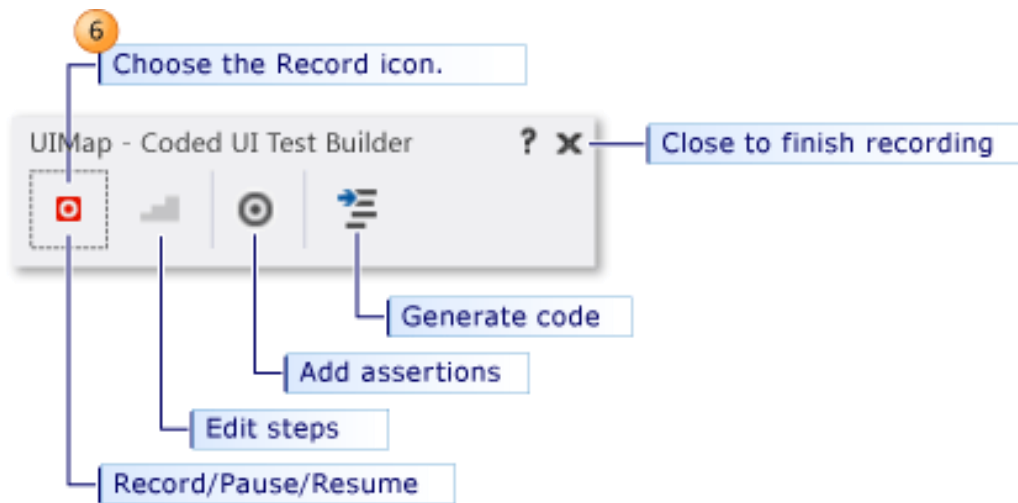 6
Choose the Record icon.
UIMap - Coded UI Test Builder ?
Close to finish recording
Generate code
Add assertions
Edit steps
Record/Pause/Resume